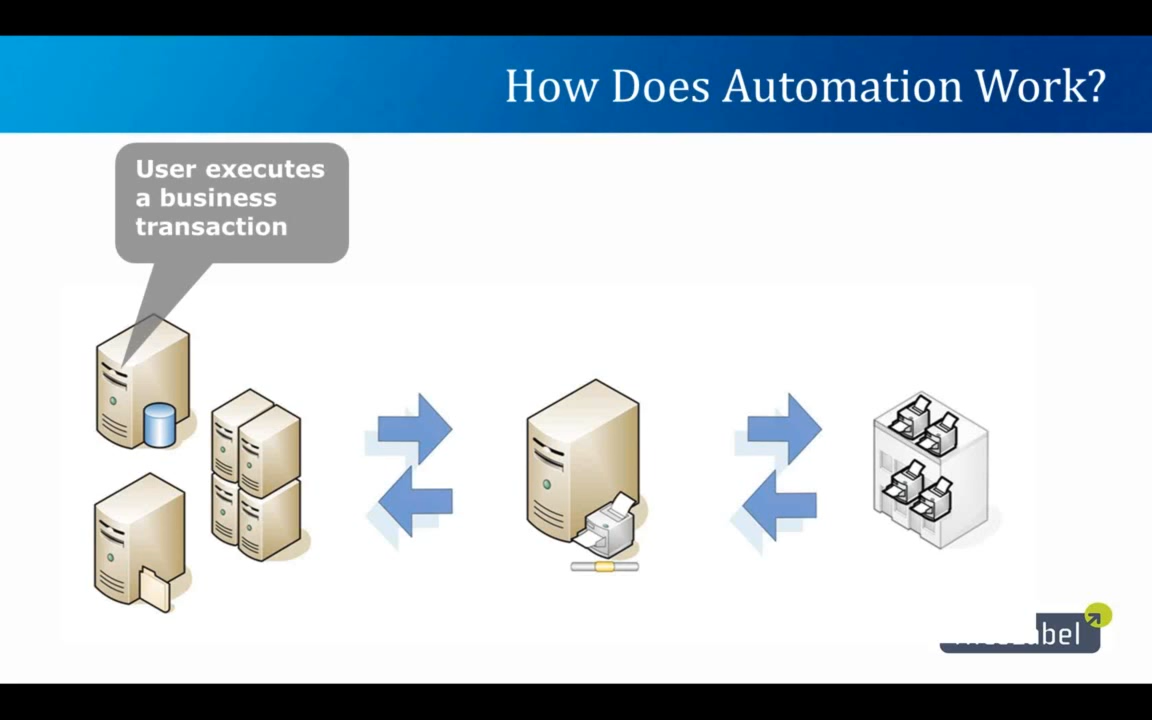 How Does Automation Work?
User executes
a business
transaction